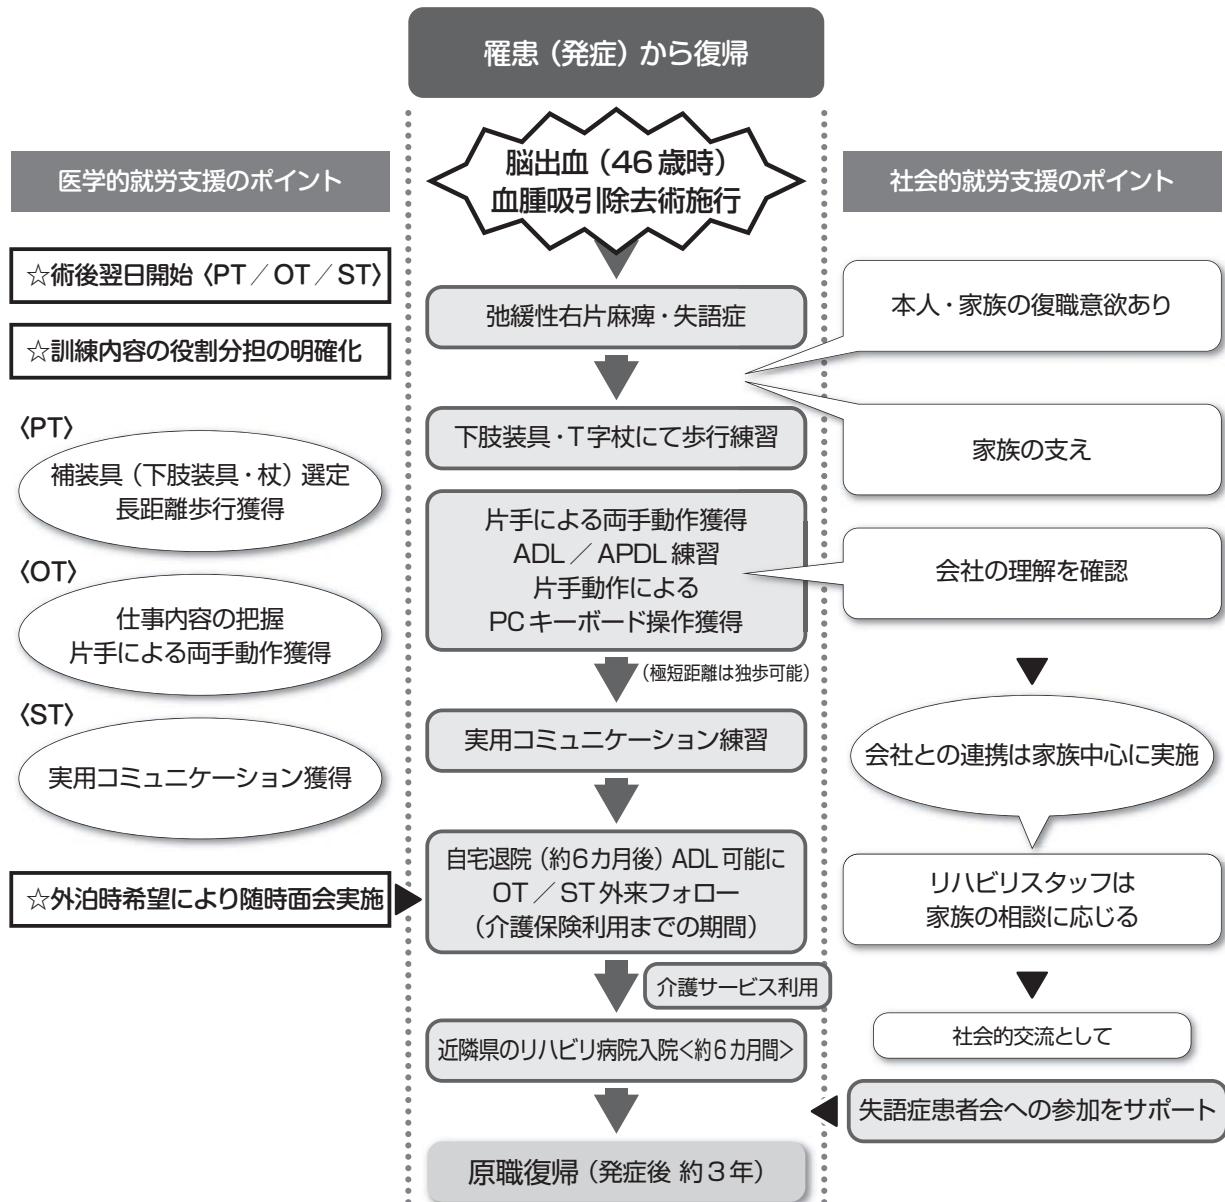 罹患（発症）から復帰
医学的就労支援のポイント
☆術後翌日開始〈PT／OT／ST〉
☆訓練内容の役割分担の明確化
〈PT〉
補装具（下肢装具・杖）選定
長距離歩行獲得
〈OT〉
仕事内容の把握
片手による両手動作獲得
〈ST〉
実用コミュニケーション獲得
☆外泊時希望により随時面会実施
脳出血（46歳時）
血腫吸引除去術施行
弛緩性右片麻痺・失語症
下肢装具・T字杖にて歩行練習
片手による両手動作獲得
ADL／APDL練習
片手動作による
PCキーボード操作獲得
（極短距離は独歩可能）
実用コミュニケーション練習
自宅退院（約6カ月後）ADL可能に
OT／ST外来フォロー
（介護保険利用までの期間）
介護サービス利用
近隣県のリハビリ病院入院<約6カ月間>
原職復帰（発症後 約3年）
社会的就労支援のポイント
本人・家族の復職意欲あり
家族の支え
会社の理解を確認
会社との連携は家族中心に実施
リハビリスタッフは
家族の相談に応じる
社会的交流として
失語症患者会への参加をサポート